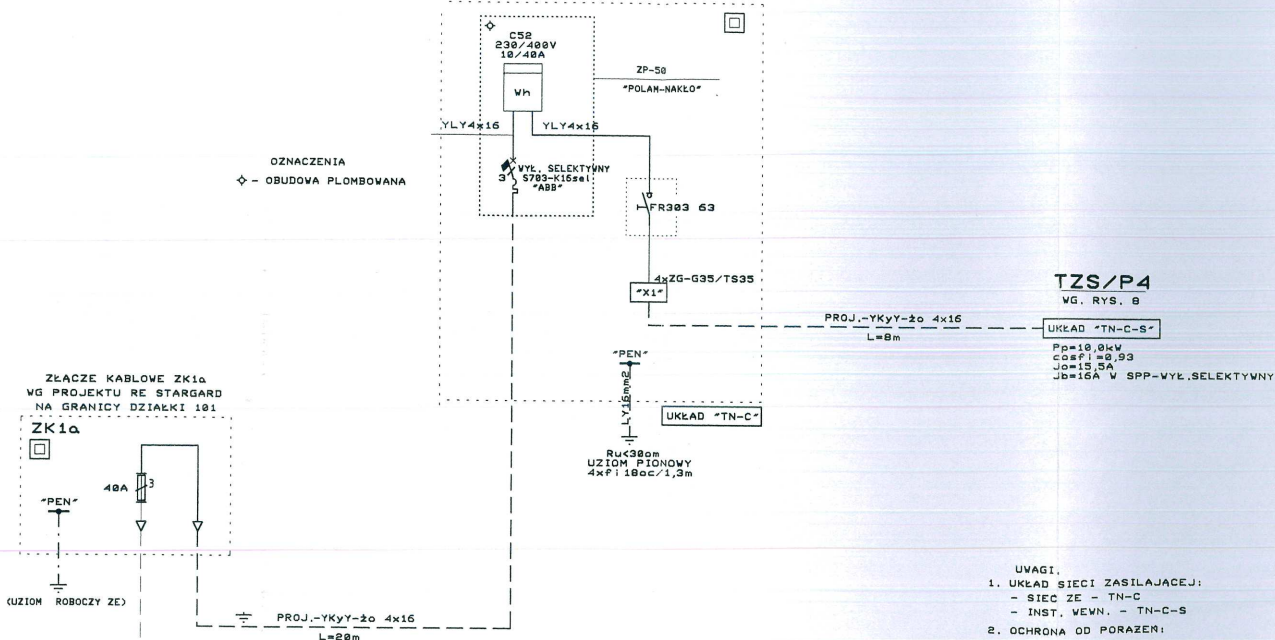 C52
230/400V
10/40A
Wh
ZP-50
"POLAM-NAKŁO"
YLY4x16
YLY4x16
OZNACZENIA
- OBUDOWA PLOMBOWANA
WYŁ. SELEKTYWNY
3 S703-K16sel
"ABB"
FR303 63
4xZG-G35/TS35
"X1"
TZS/P4
WG. RYS. 8
PROJ.-YKyY-żo 4x16
L=8m
UKŁAD "TN-C-S"
Pp=10,0kW
cosfi=0,93
Jo=15,5A
Jb=16A W SPP-WYŁ.SELEKTYWNY
"PEN"
LY16mm2
UKŁAD "TN-C"
Ru<30om
UZIOM PIONOWY
4xfi18oc/1,3m
ZŁĄCZE KABLOWE ZK1a
WG PROJEKTU RE STARGARD
NA GRANICY DZIAŁKI 101
ZK1a
40A
3
"PEN"
(UZIOM ROBOCZY ZE)
PROJ.-YKyY-żo 4x16
L=20m
UWAGI.
1. UKŁAD SIECI ZASILAJĄCEJ:
- SIEC ZE - TN-C
- INST. WEWN. - TN-C-S
2. OCHRONA OD PORAŻEŃ: